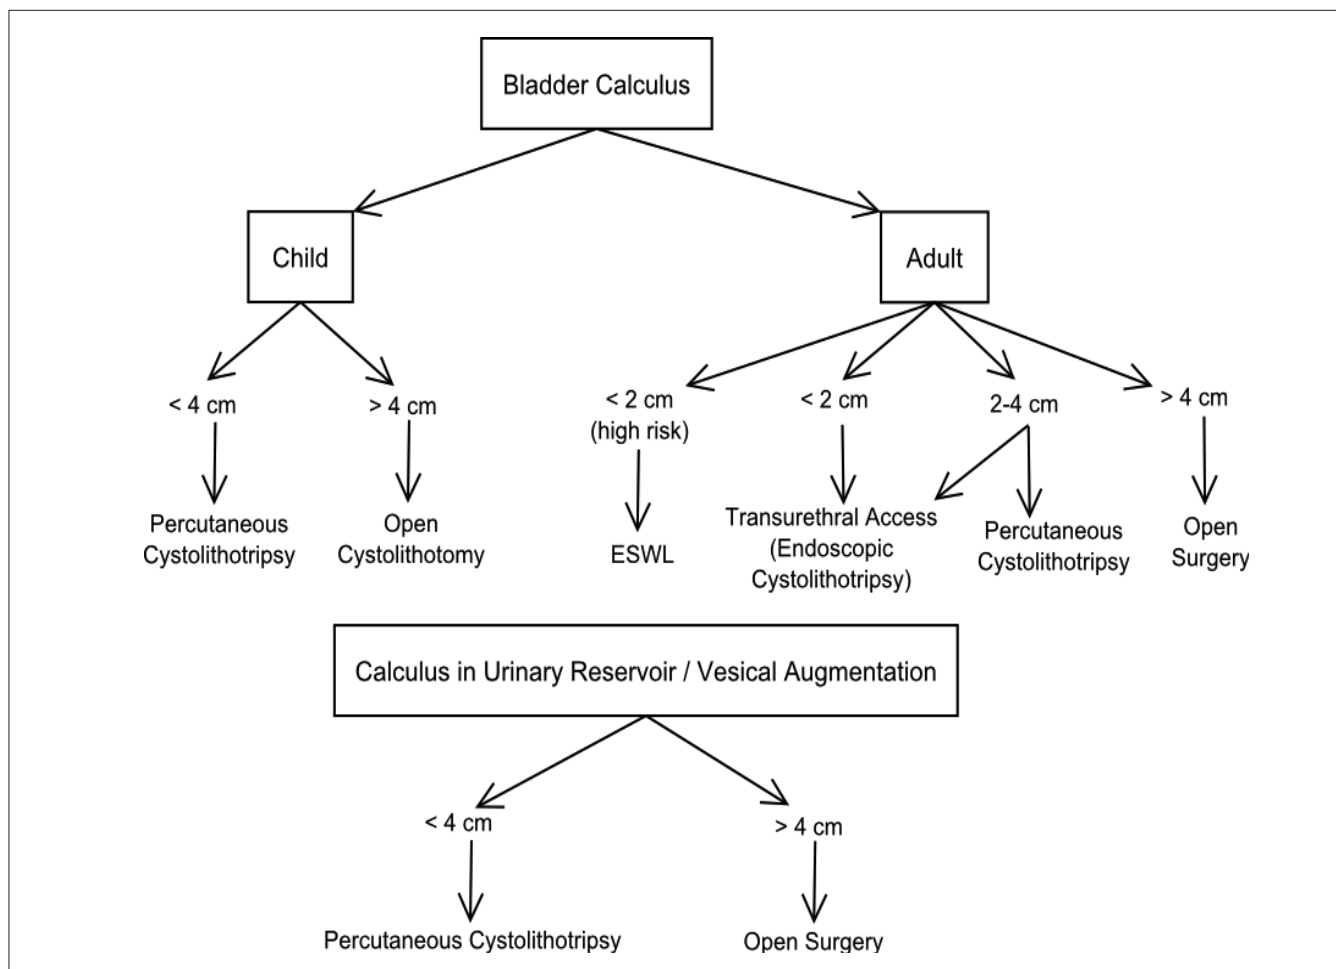 Bladder Calculus
Child
Adult
< 4 cm
> 4 cm
< 2 cm
(high risk)
< 2 cm
2-4 cm
> 4 cm
Percutaneous
Cystolithotripsy
Open
Cystolithotomy
ESWL
Transurethral Access
(Endoscopic
Cystolithotripsy)
Percutaneous
Cystolithotripsy
Open
Surgery
Calculus in Urinary Reservoir / Vesical Augmentation
< 4 cm
> 4 cm
Percutaneous Cystolithotripsy
Open Surgery